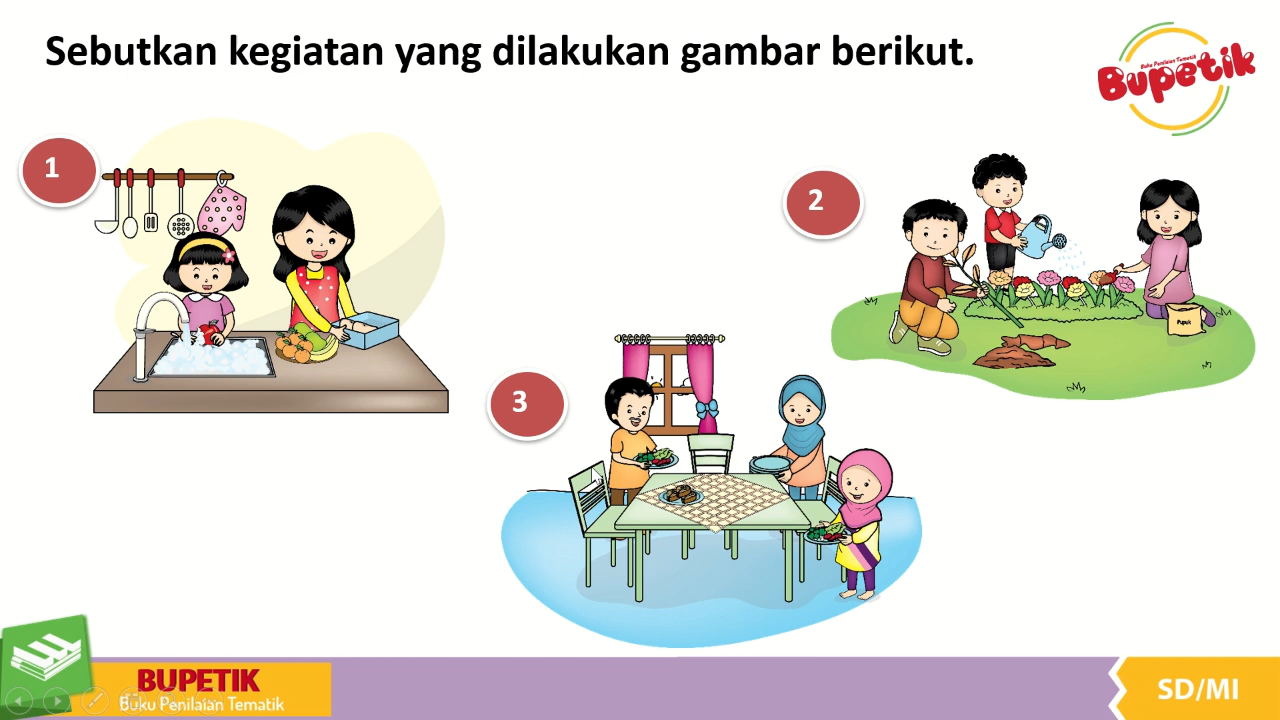 Sebutkan kegiatan yang dilakukan gambar berikut.
Buku Penilaian Tematik
Bupetik
1
2
Pupuk
3
BUPETIK
Buku Penilaian Tematik
SD/MI